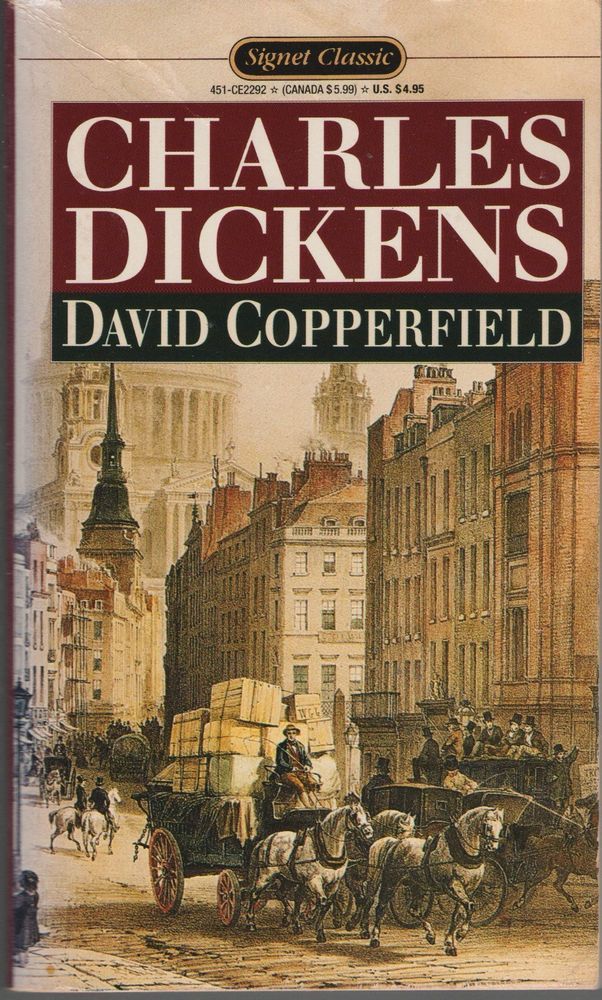 Signet Classic
451-CE2292 ☆ (CANADA $5.99) ☆ U.S. $4.95
CHARLES
DICKENS
DAVID COPPERFIELD